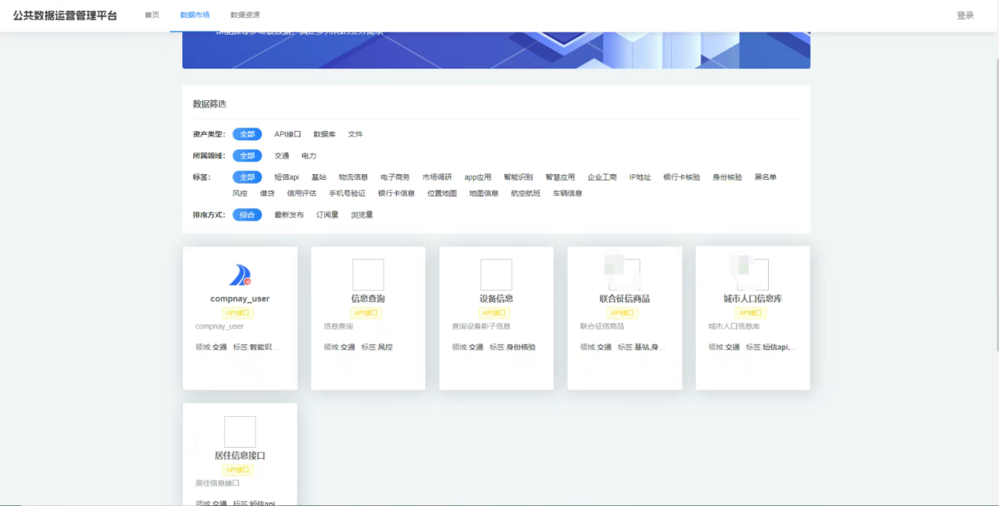 公共数据运营管理平台 首页 数据市场 数据资源 登录
数据筛选
资产类型： 全部 API接口 数据库 文件
所属领域： 全部 交通 电力
标签： 全部 短信api 基站 物流信息 电子商务 市场调研 app应用 智能识别 智慧应用 企业工商 IP地址 银行卡核验 身份核验 黑名单
风控 借贷 信用评估 手机号验证 银行卡信息 位置地图 地图信息 航空航班 车辆信息
排序方式： 综合 最新发布 订阅量 浏览量
compnay_user
API接口
compnay_user
领域:交通 标签:智能识...
信息查询
API接口
信息查询
领域:交通 标签:风控
设备信息
API接口
查询设备影子信息
领域:交通 标签:身份核验
联合征信商品
API接口
联合征信商品
领域:交通 标签:基站,身...
城市人口信息库
API接口
城市人口信息库
领域:交通 标签:短信api,...
居住信息接口
API接口
居住信息接口
领域:交通 标签:短信api